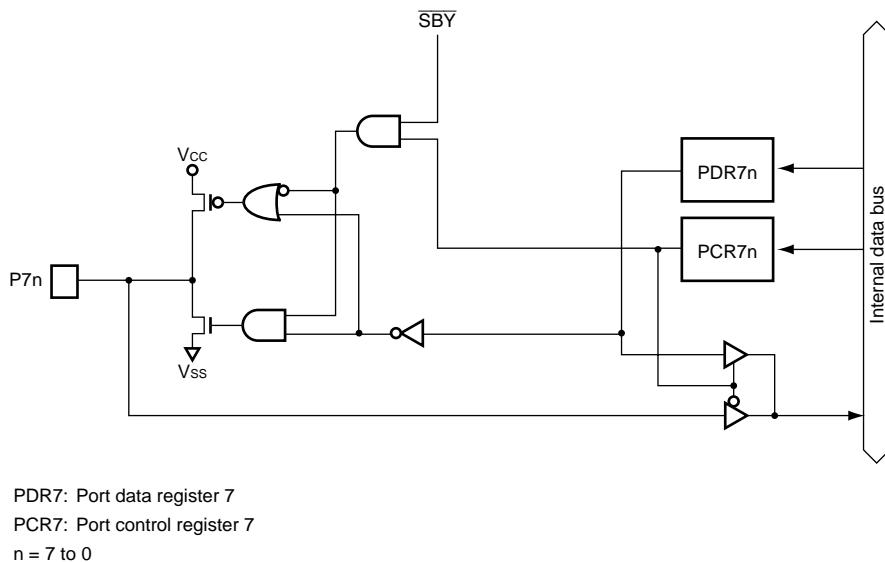 SBY
VCC
PDR7n
PCR7n
P7n
VSS
Internal data bus
PDR7: Port data register 7
PCR7: Port control register 7
n = 7 to 0